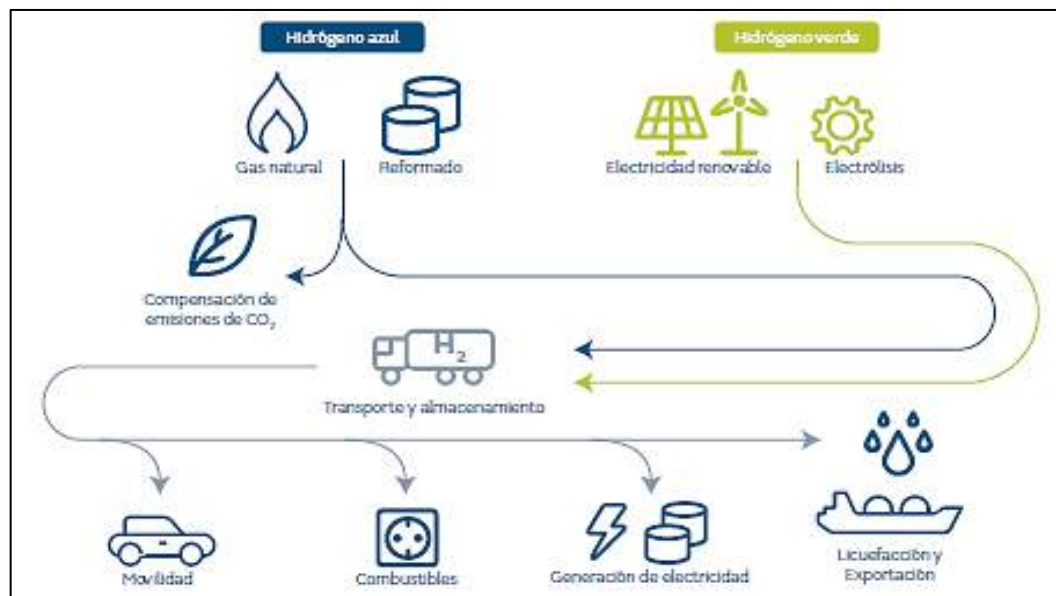 Hidrógeno azul
Hidrógeno verde
Gas natural
Reformado
Electricidad renovable
Electrólisis
Compensación de
emisiones de CO₂
H₂
Transporte y almacenamiento
Movilidad
Combustibles
Generación de electricidad
Licuefacción y
Exportación